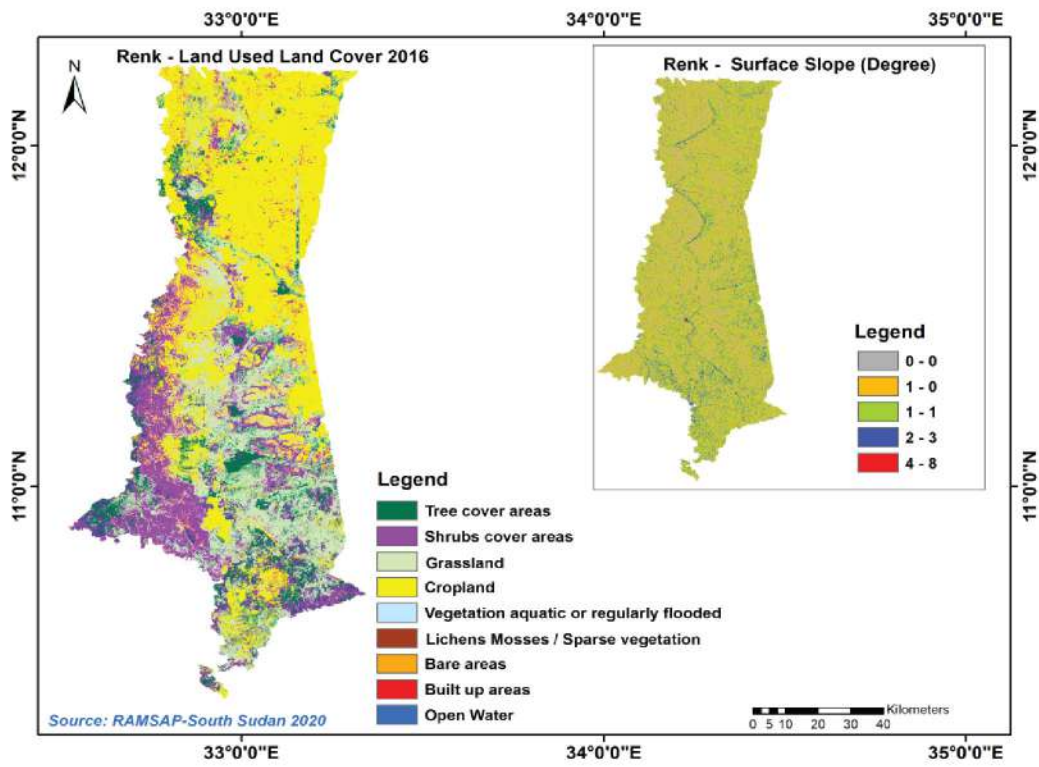 33°0'0"E
34°0'0"E
35°0'0"E
Renk - Land Used Land Cover 2016
N
Renk - Surface Slope (Degree)
12°0'0"N
12°0'0"N
Legend
0 - 0
1 - 0
1 - 1
2 - 3
4 - 8
11°0'0"N
11°0'0"N
Legend
Tree cover areas
Shrubs cover areas
Grassland
Cropland
Vegetation aquatic or regularly flooded
Lichens Mosses / Sparse vegetation
Bare areas
Built up areas
Open Water
Source: RAMSAP-South Sudan 2020
Kilometers
0 5 10 20 30 40
33°0'0"E
34°0'0"E
35°0'0"E